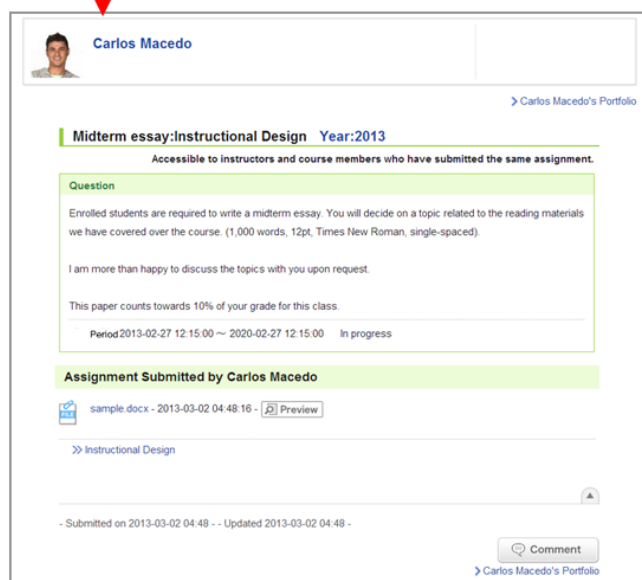 Carlos Macedo
Carlos Macedo's Portfolio
Midterm essay:Instructional Design Year:2013
Accessible to instructors and course members who have submitted the same assignment.
Question
Enrolled students are required to write a midterm essay. You will decide on a topic related to the reading materials
we have covered over the course. (1,000 words, 12pt, Times New Roman, single-spaced).
I am more than happy to discuss the topics with you upon request.
This paper counts towards 10% of your grade for this class.
Period 2013-02-27 12:15:00 ~ 2020-02-27 12:15:00 In progress
Assignment Submitted by Carlos Macedo
FILE sample.docx - 2013-03-02 04:48:16 - Preview
Instructional Design
- Submitted on 2013-03-02 04:48 - - Updated 2013-03-02 04:48 -
Comment
Carlos Macedo's Portfolio